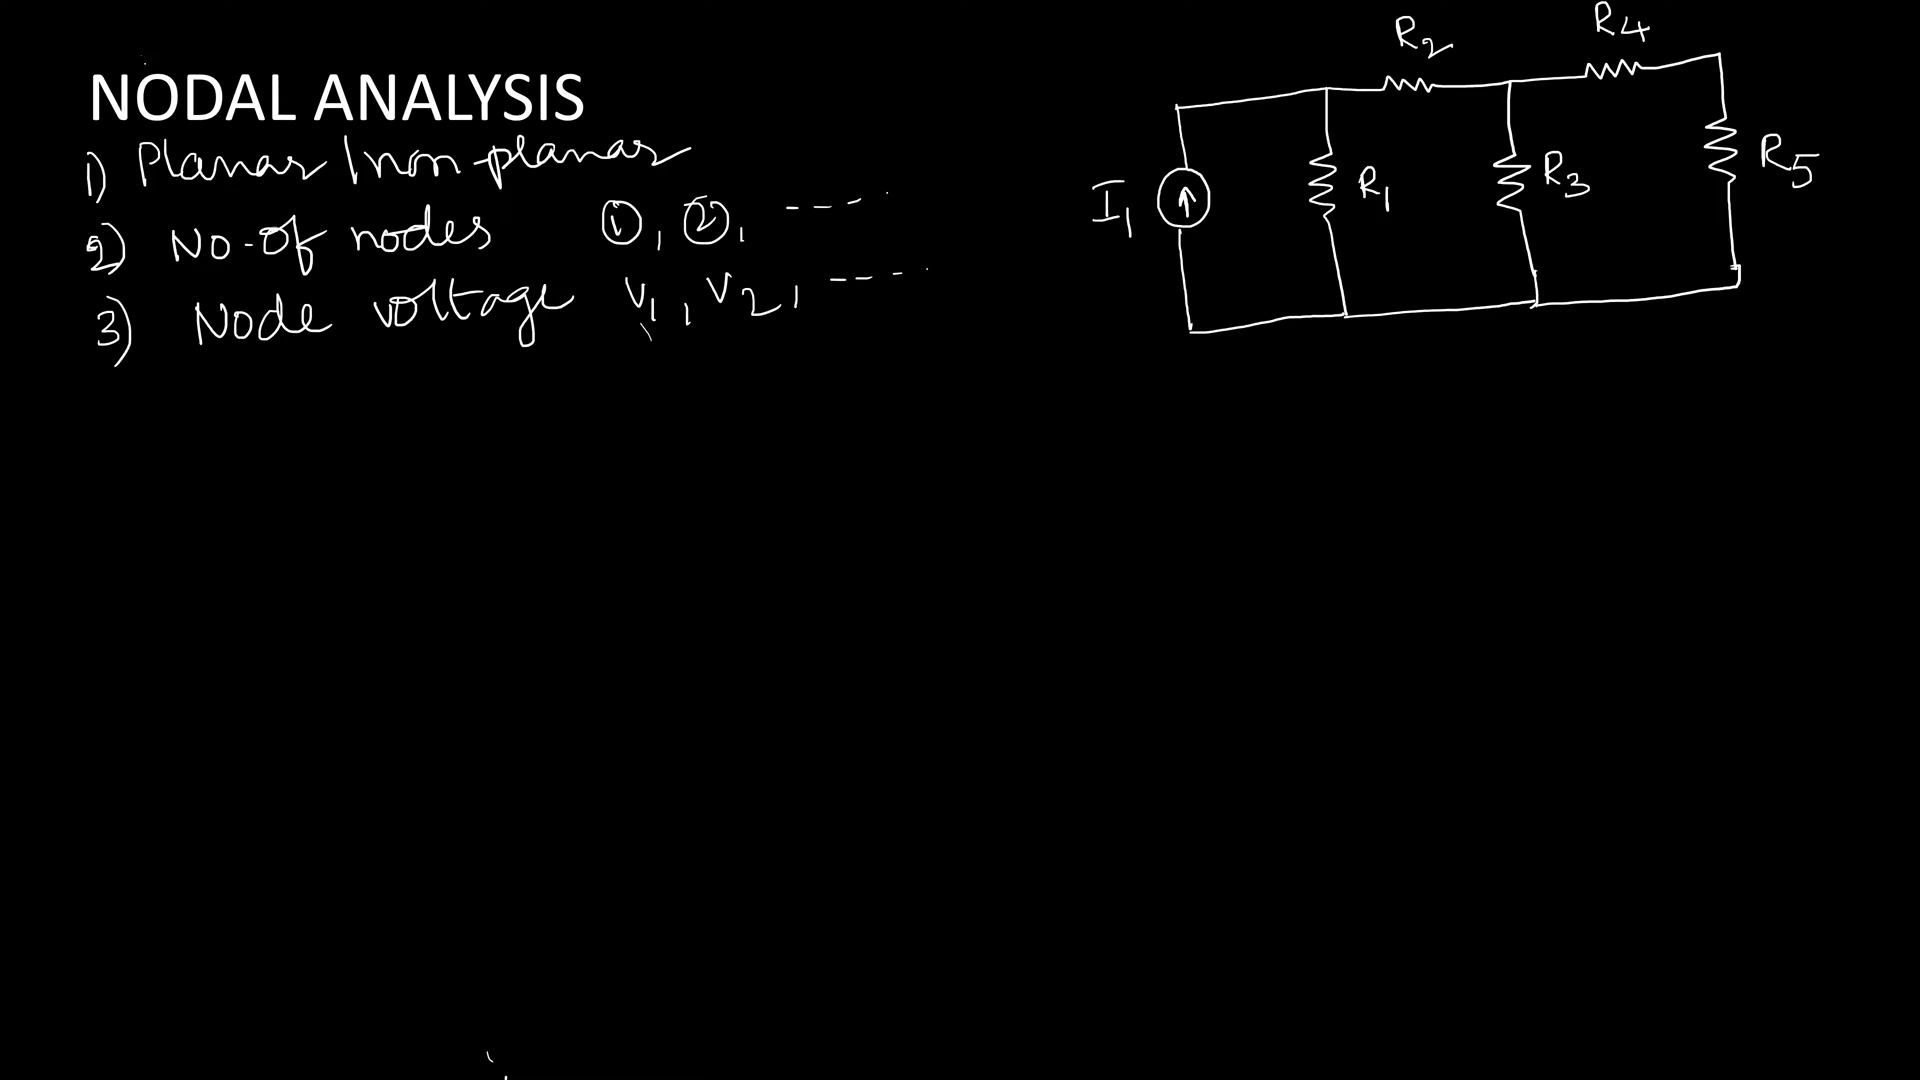 NODAL ANALYSIS
1) Planar / non-planar
2) No. of nodes ①, ②, ----
3) Node voltage V1, V2, ----
R2
R4
I1
R1
R3
R5